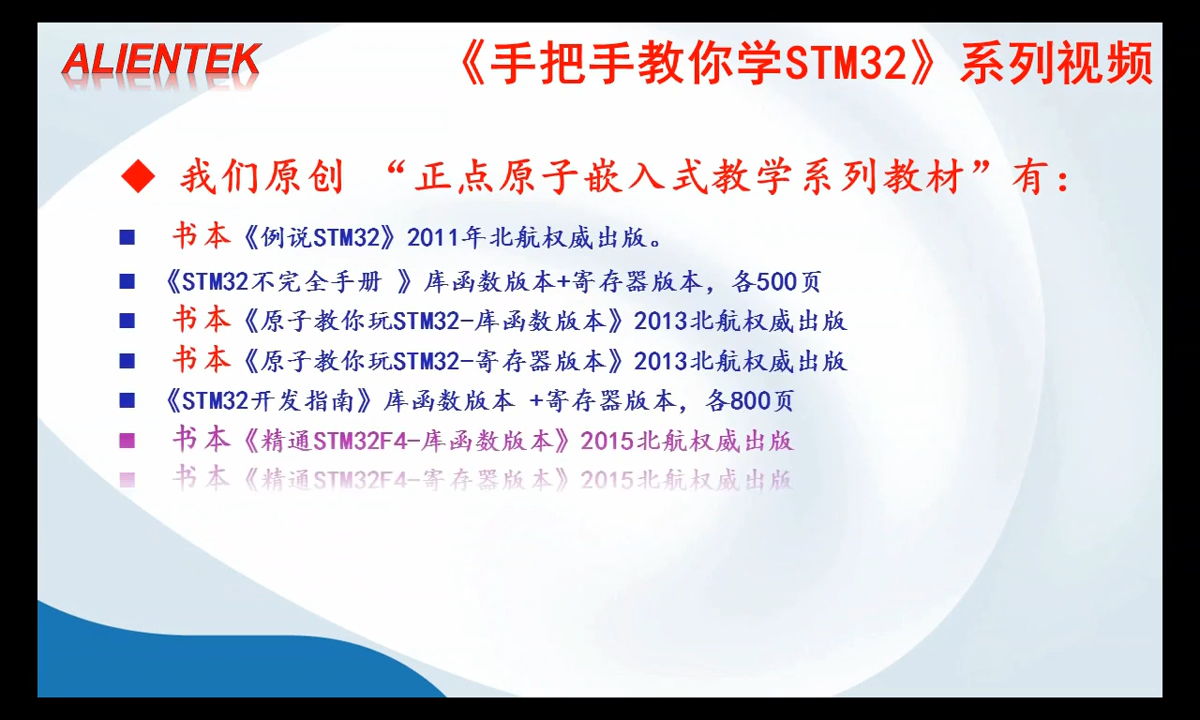 ALIENTEK
《手把手教你学STM32》系列视频
我们原创 “正点原子嵌入式教学系列教材”有：
书本《例说STM32》2011年北航权威出版。
《STM32不完全手册 》库函数版本+寄存器版本，各500页
书本《原子教你玩STM32-库函数版本》2013北航权威出版
书本《原子教你玩STM32-寄存器版本》2013北航权威出版
《STM32开发指南》库函数版本 +寄存器版本，各800页
书本《精通STM32F4-库函数版本》2015北航权威出版
书本《精通STM32F4-寄存器版本》2015北航权威出版